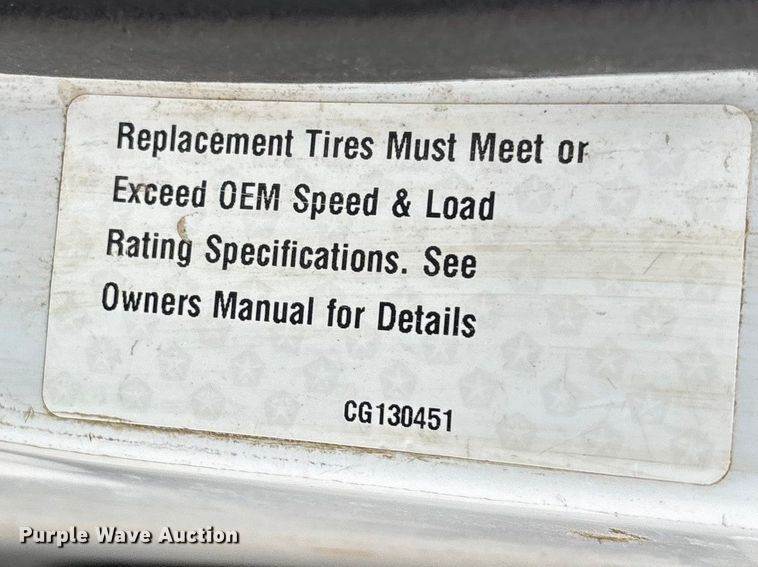 Replacement Tires Must Meet or
Exceed OEM Speed & Load
Rating Specifications. See
Owners Manual for Details
CG130451
Purple Wave Auction